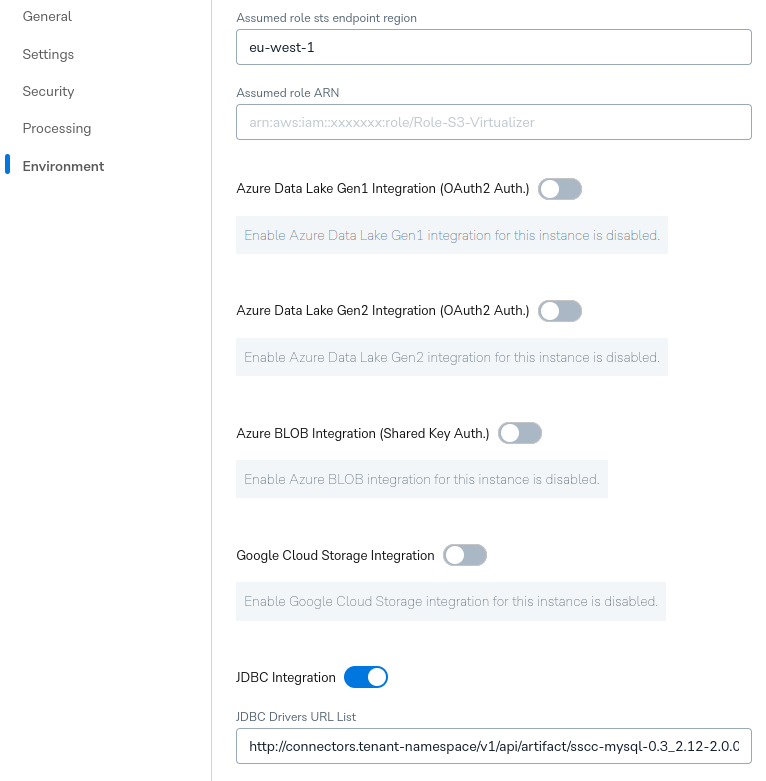 General
Settings
Security
Processing
Environment
Assumed role sts endpoint region
eu-west-1
Assumed role ARN
arn:aws:iam::xxxxxxx:role/Role-S3-Virtualizer
Azure Data Lake Gen1 Integration (OAuth2 Auth.)
Enable Azure Data Lake Gen1 integration for this instance is disabled.
Azure Data Lake Gen2 Integration (OAuth2 Auth.)
Enable Azure Data Lake Gen2 integration for this instance is disabled.
Azure BLOB Integration (Shared Key Auth.)
Enable Azure BLOB integration for this instance is disabled.
Google Cloud Storage Integration
Enable Google Cloud Storage integration for this instance is disabled.
JDBC Integration
JDBC Drivers URL List
http://connectors.tenant-namespace/v1/api/artifact/sscc-mysql-0.3_2.12-2.0.0